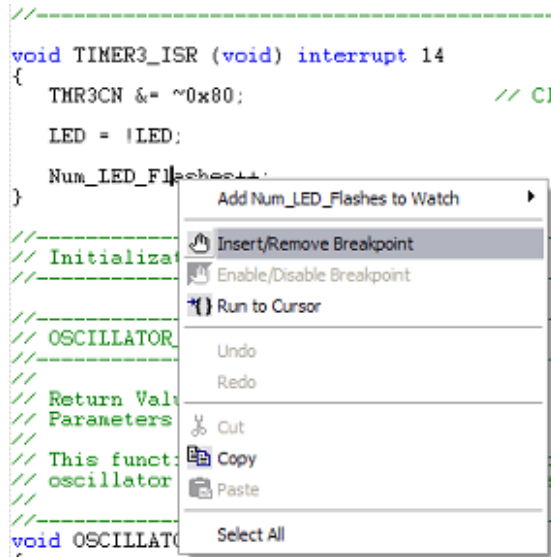 //
void TIMER3_ISR (void) interrupt 14
{
TMR3CN &= ~0x80; // Cl
LED = !LED;
Num_LED_Flashes++;
}
Add Num_LED_Flashes to Watch
//
Insert/Remove Breakpoint
// Initializat
Enable/Disable Breakpoint
//
//
Run to Cursor
// OSCILLATOR_
//
Undo
//
Redo
// Return Valu
// Parameters
Cut
//
// This funct
Copy
// oscillator
Paste
//
//
Select All
void OSCILLATO